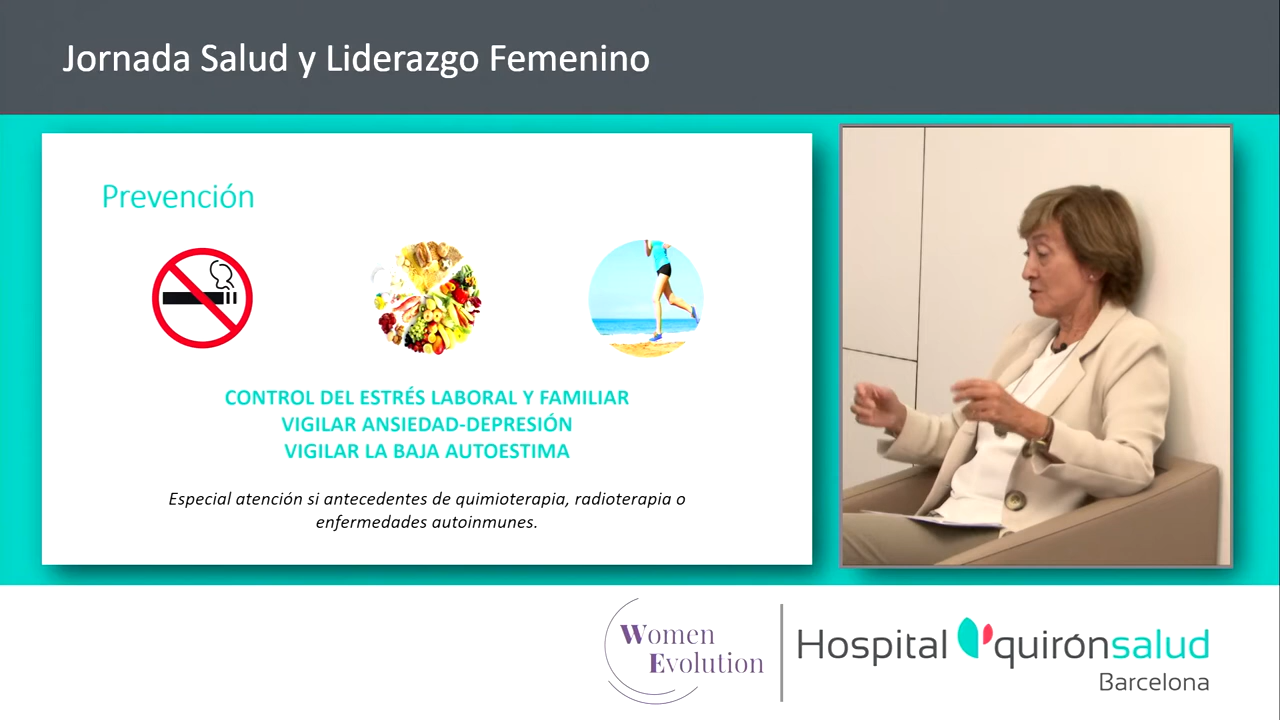 Jornada Salud y Liderazgo Femenino
Prevención
CONTROL DEL ESTRÉS LABORAL Y FAMILIAR
VIGILAR ANSIEDAD-DEPRESIÓN
VIGILAR LA BAJA AUTOESTIMA
Especial atención si antecedentes de quimioterapia, radioterapia o
enfermedades autoinmunes.
Women
Evolution
Hospital quirónsalud
Barcelona